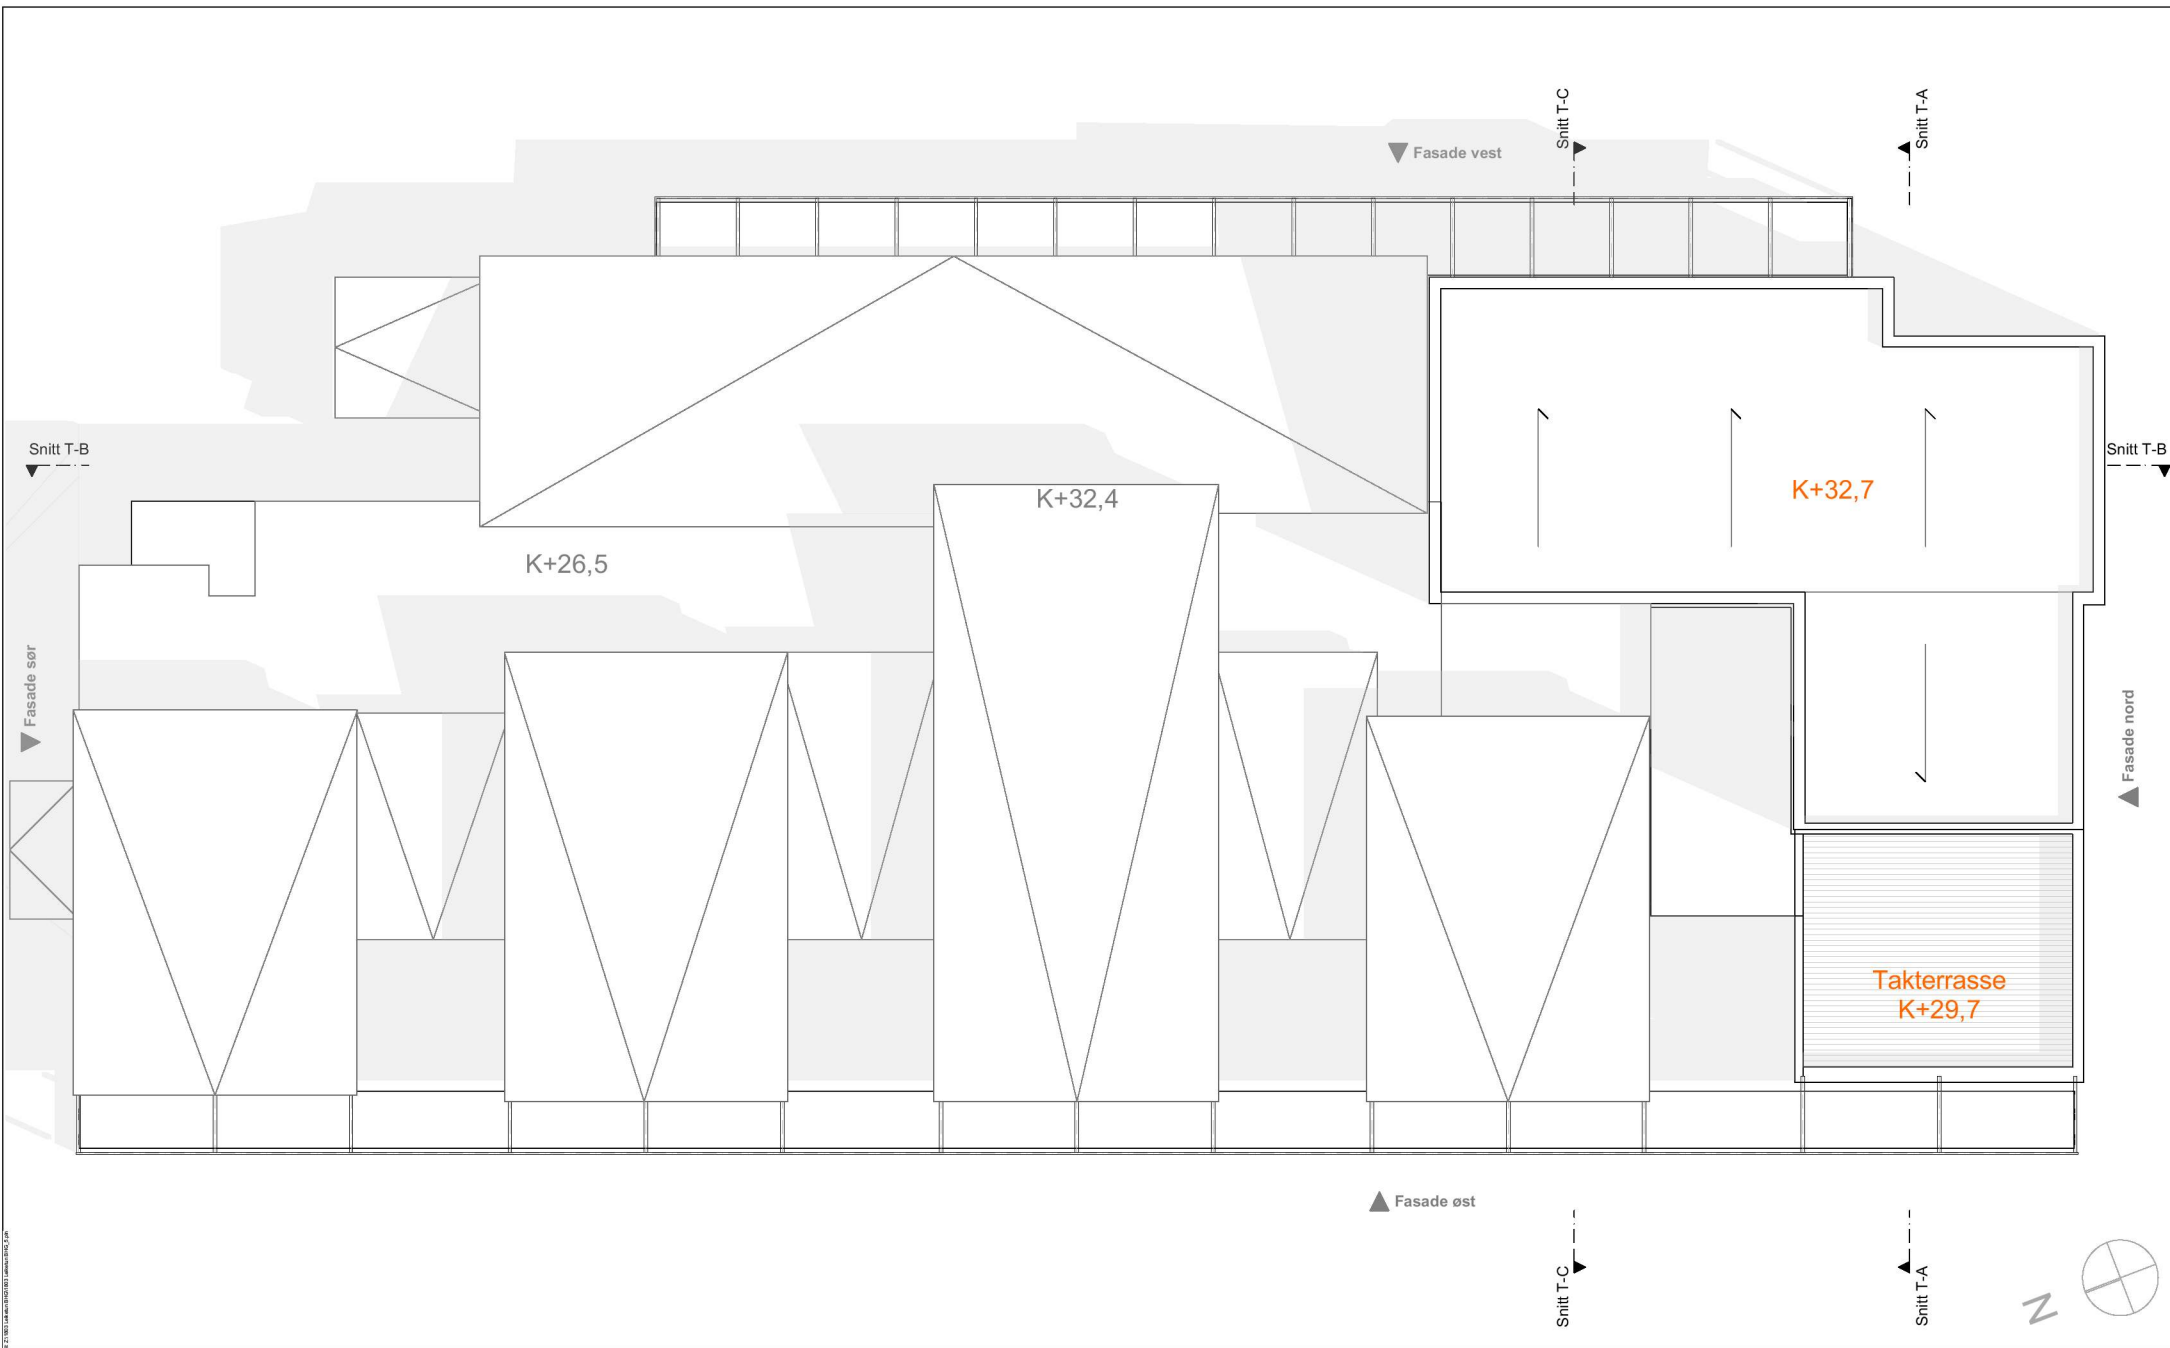 Snitt T-C
Snitt T-A
Fasade vest
Snitt T-B
Snitt T-B
K+32,7
K+32,4
K+26,5
Fasade sør
Fasade nord
Takterrasse
K+29,7
Fasade øst
Snitt T-C
Snitt T-A
N